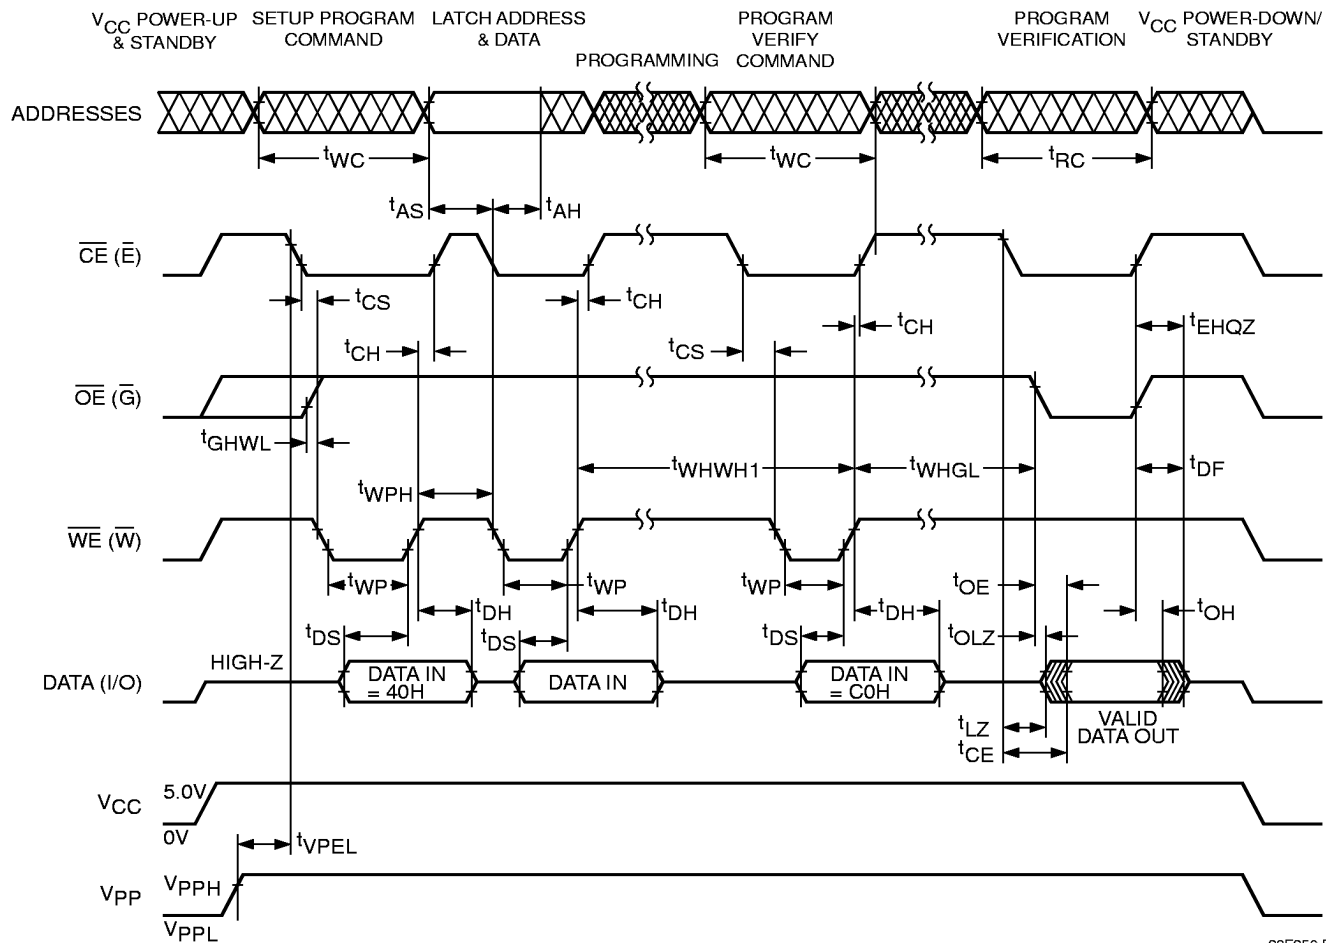 VCC POWER-UP & STANDBY
SETUP PROGRAM COMMAND
LATCH ADDRESS & DATA
PROGRAMMING
PROGRAM VERIFY COMMAND
PROGRAM VERIFICATION
VCC POWER-DOWN/ STANDBY
ADDRESSES
tWC
tWC
tRC
tAS
tAH
CE (E)
tCS
tCH
tCH
tCS
tCH
tEHQZ
OE (G)
tGHWL
tWPH
tWHWH1
tWHGL
tDF
WE (W)
tWP
tWP
tWP
tOE
tDH
tDH
tDH
tOH
tDS
tDS
tDS
tOLZ
HIGH-Z
DATA (I/O)
DATA IN = 40H
DATA IN
DATA IN = C0H
VALID DATA OUT
tLZ
tCE
VCC
5.0V
0V
tVPEL
VPP
VPPH
VPPL